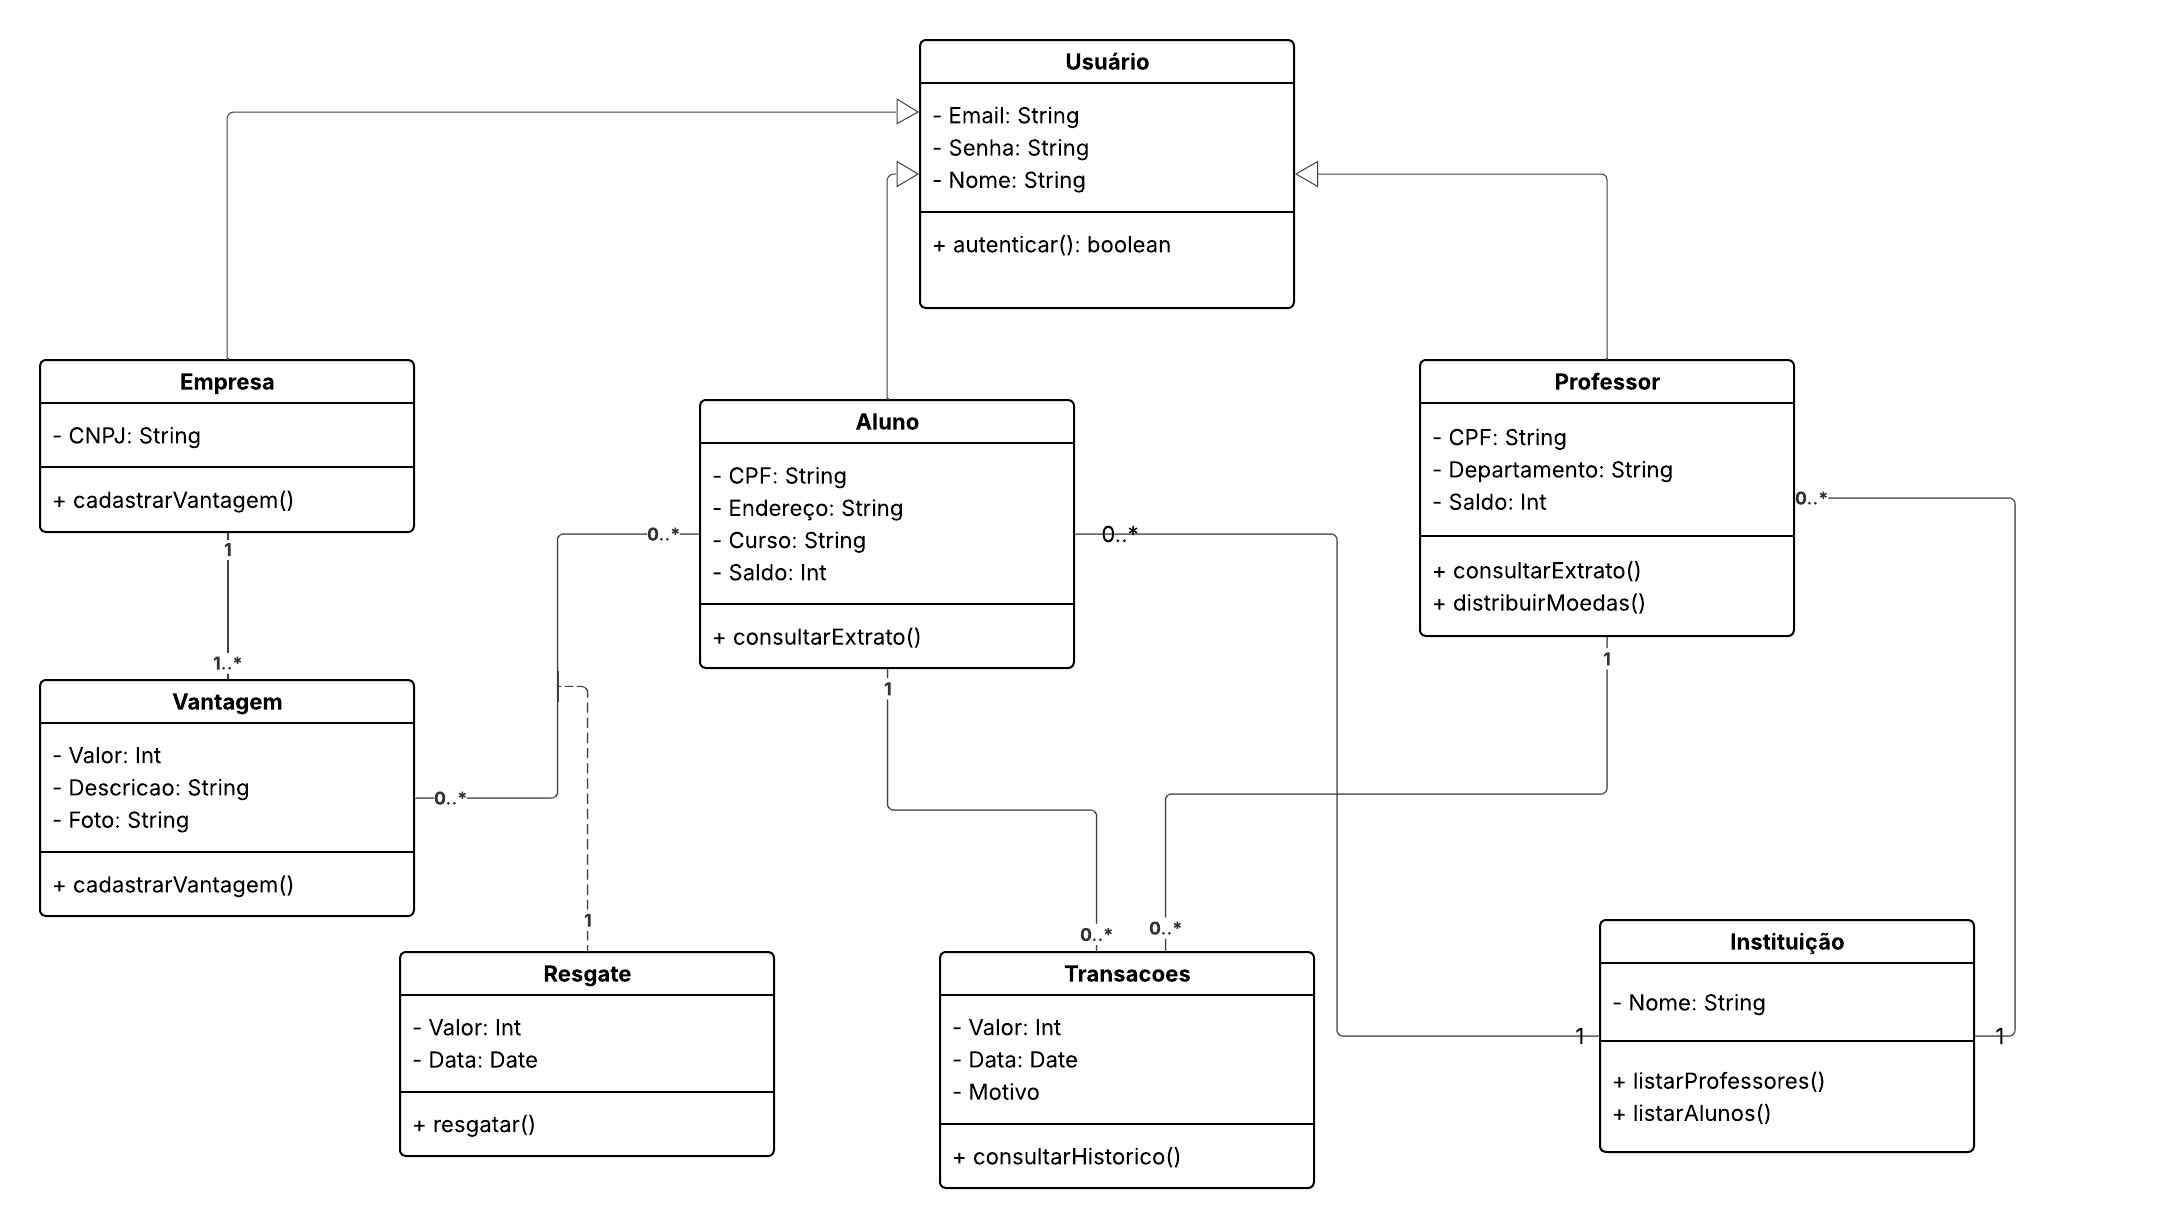 Usuário
- Email: String
- Senha: String
- Nome: String
+ autenticar(): boolean
Empresa
- CNPJ: String
+ cadastrarVantagem()
1
1..*
Aluno
- CPF: String
- Endereço: String
- Curso: String
- Saldo: Int
+ consultarExtrato()
0..*
0..*
1
Professor
- CPF: String
- Departamento: String
- Saldo: Int
+ consultarExtrato()
+ distribuirMoedas()
0..*
1
Vantagem
- Valor: Int
- Descricao: String
- Foto: String
+ cadastrarVantagem()
0..*
1
Resgate
- Valor: Int
- Data: Date
+ resgatar()
0..*
0..*
Transacoes
- Valor: Int
- Data: Date
- Motivo
+ consultarHistorico()
Instituição
- Nome: String
+ listarProfessores()
+ listarAlunos()
1
1